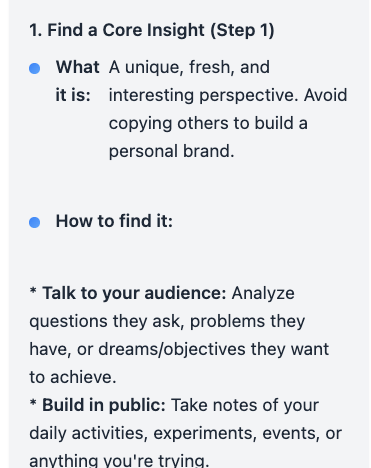 1. Find a Core Insight (Step 1)
What it is: A unique, fresh, and
interesting perspective. Avoid
copying others to build a
personal brand.
How to find it:
* Talk to your audience: Analyze
questions they ask, problems they
have, or dreams/objectives they want
to achieve.
* Build in public: Take notes of your
daily activities, experiments, events, or
anything you're trying.